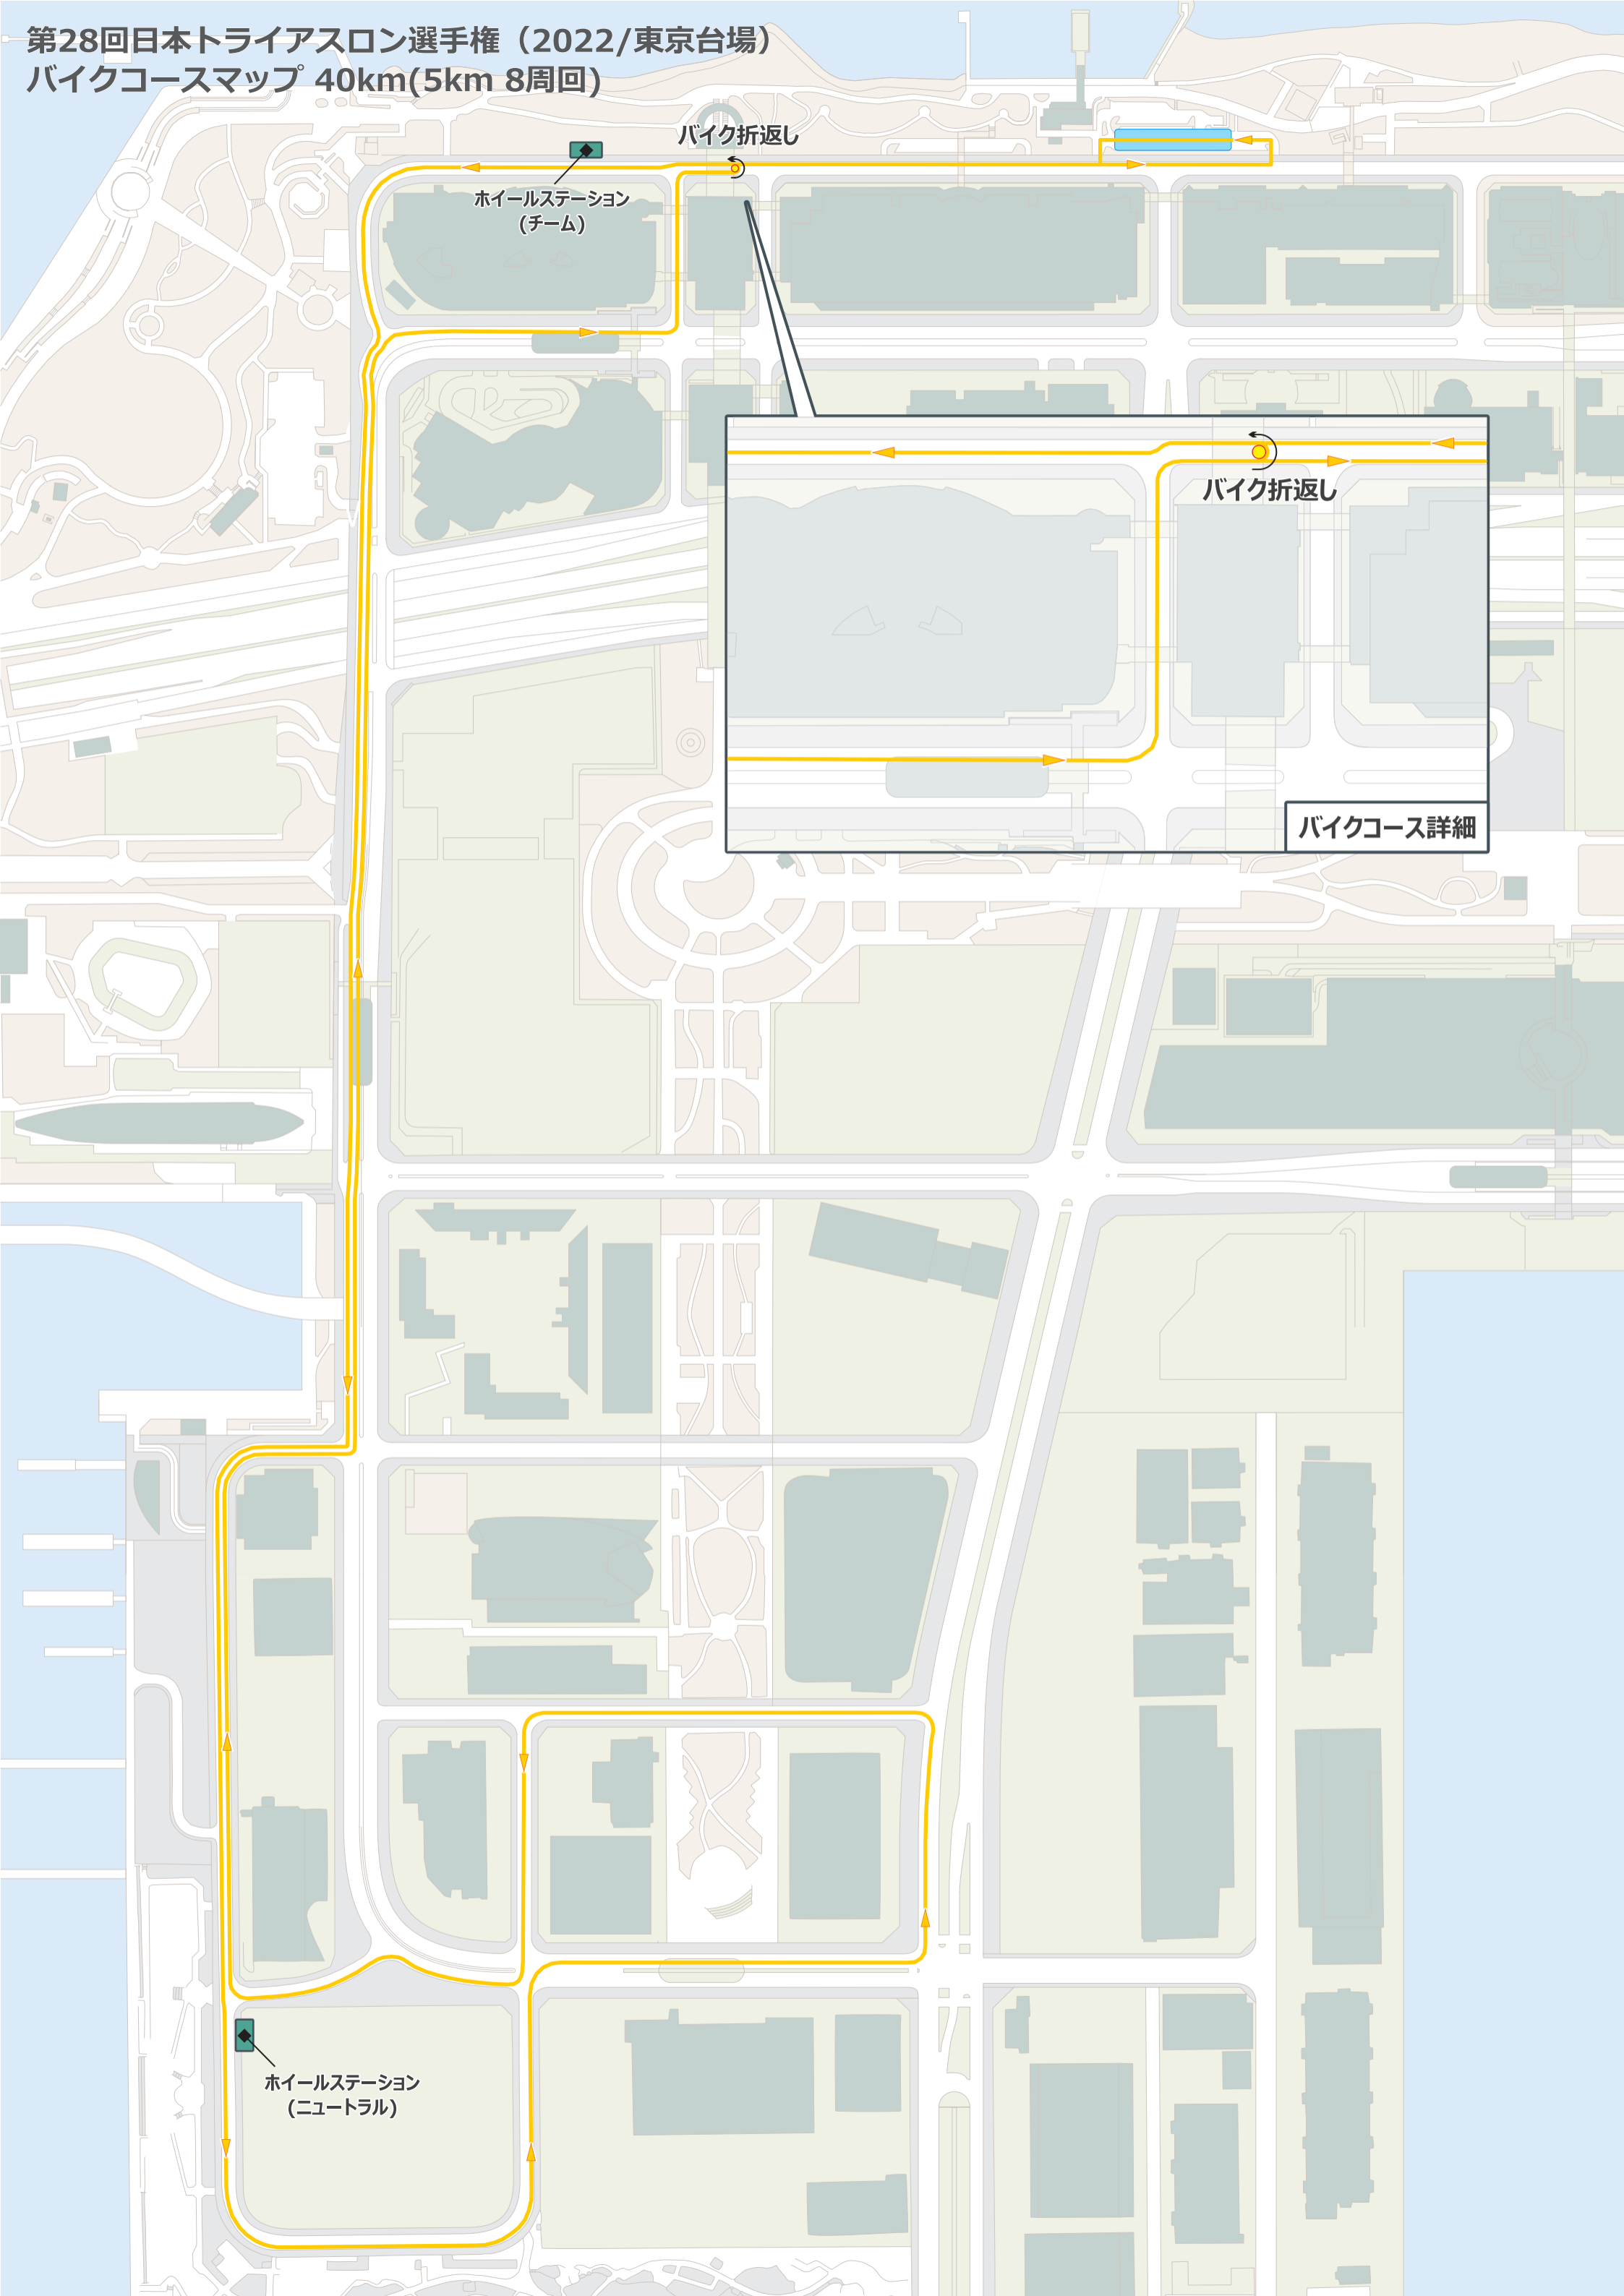 第28回日本トライアスロン選手権（2022/東京台場）
バイクコースマップ 40km(5km 8周回)
バイク折返し
ホイールステーション
(チーム)
バイク折返し
バイクコース詳細
ホイールステーション
(ニュートラル)